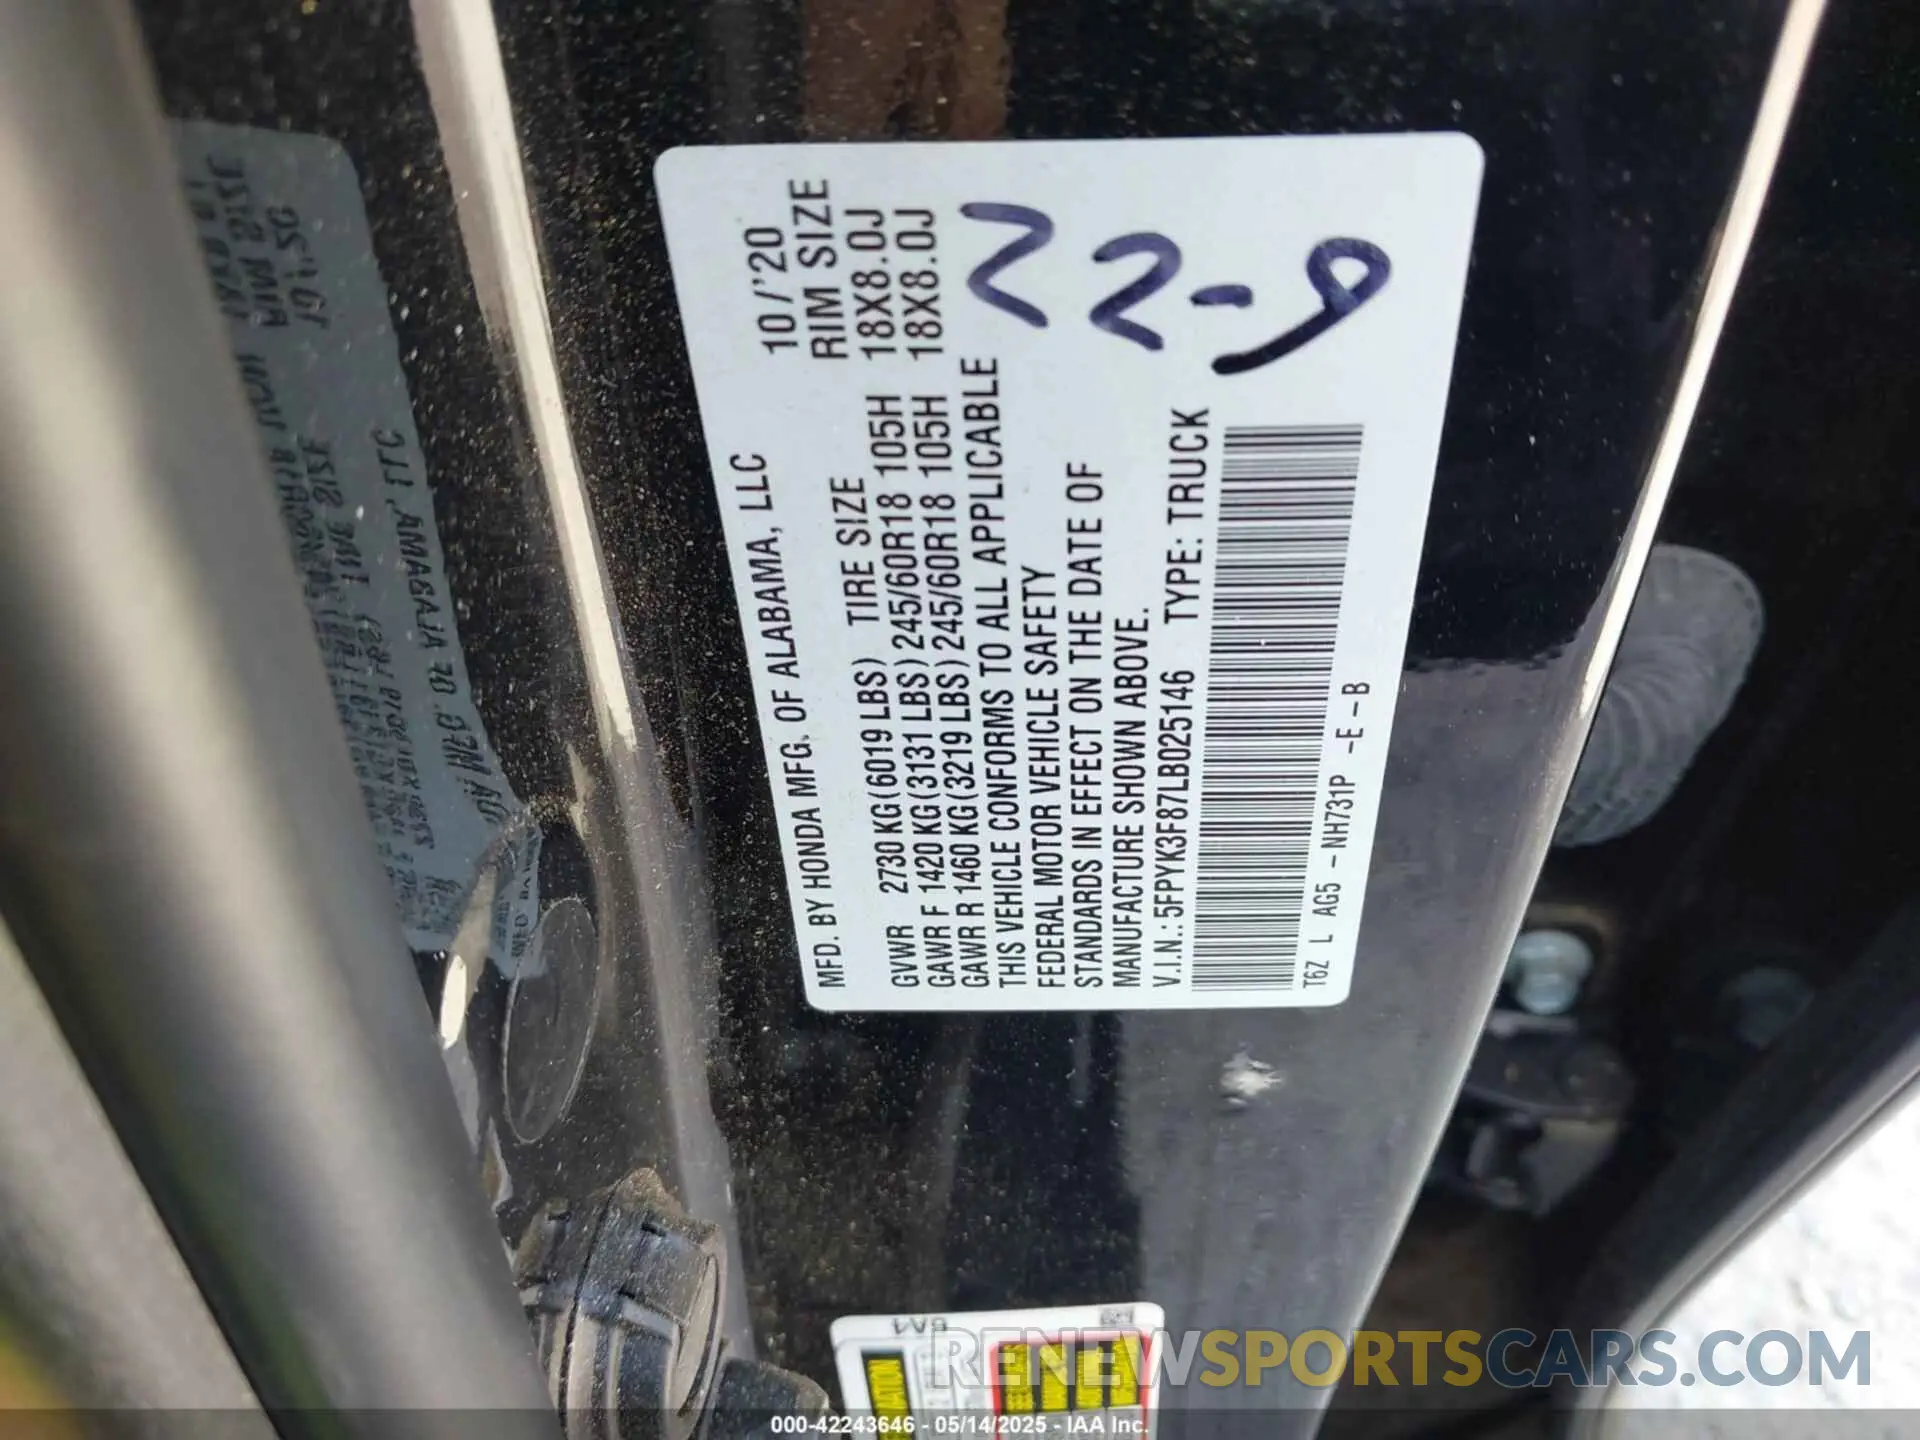 MFD. BY HONDA MFG. OF ALABAMA, LLC 10/'20
TIRE SIZE RIM SIZE
GVWR 2730 KG(6019 LBS)
GAWR F 1420 KG(3131 LBS) 245/60R18 105H 18X8.0J
GAWR R 1460 KG(3219 LBS) 245/60R18 105H 18X8.0J
THIS VEHICLE CONFORMS TO ALL APPLICABLE
FEDERAL MOTOR VEHICLE SAFETY
STANDARDS IN EFFECT ON THE DATE OF
MANUFACTURE SHOWN ABOVE.
V.I.N.: 5FPYK3F87LB025146 TYPE: TRUCK
22-9
T6Z L AG5 -NH731P -E -B
RENEWSPORTSCARS.COM
000-42243646 - 05/14/2025 - IAA Inc.